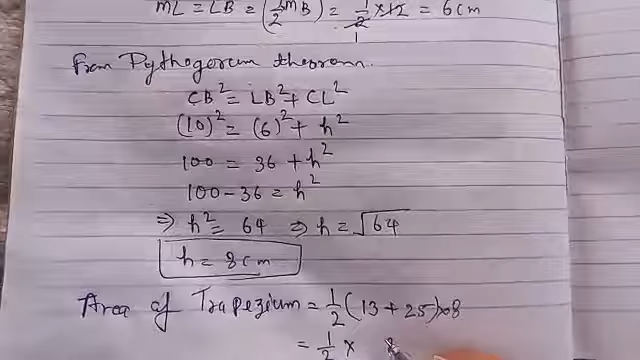 ML = LB = (1/2 MB) = 1/2 × 12 = 6 cm
1
from Pythogorum theorem.
CB² = LB² + CL²
(10)² = (6)² + h²
100 = 36 + h²
100 - 36 = h²
⇒ h² = 64 ⇒ h = √64
h = 8 cm
Area of Trapezium = 1/2 (13 + 25) × 8
= 1/2 ×